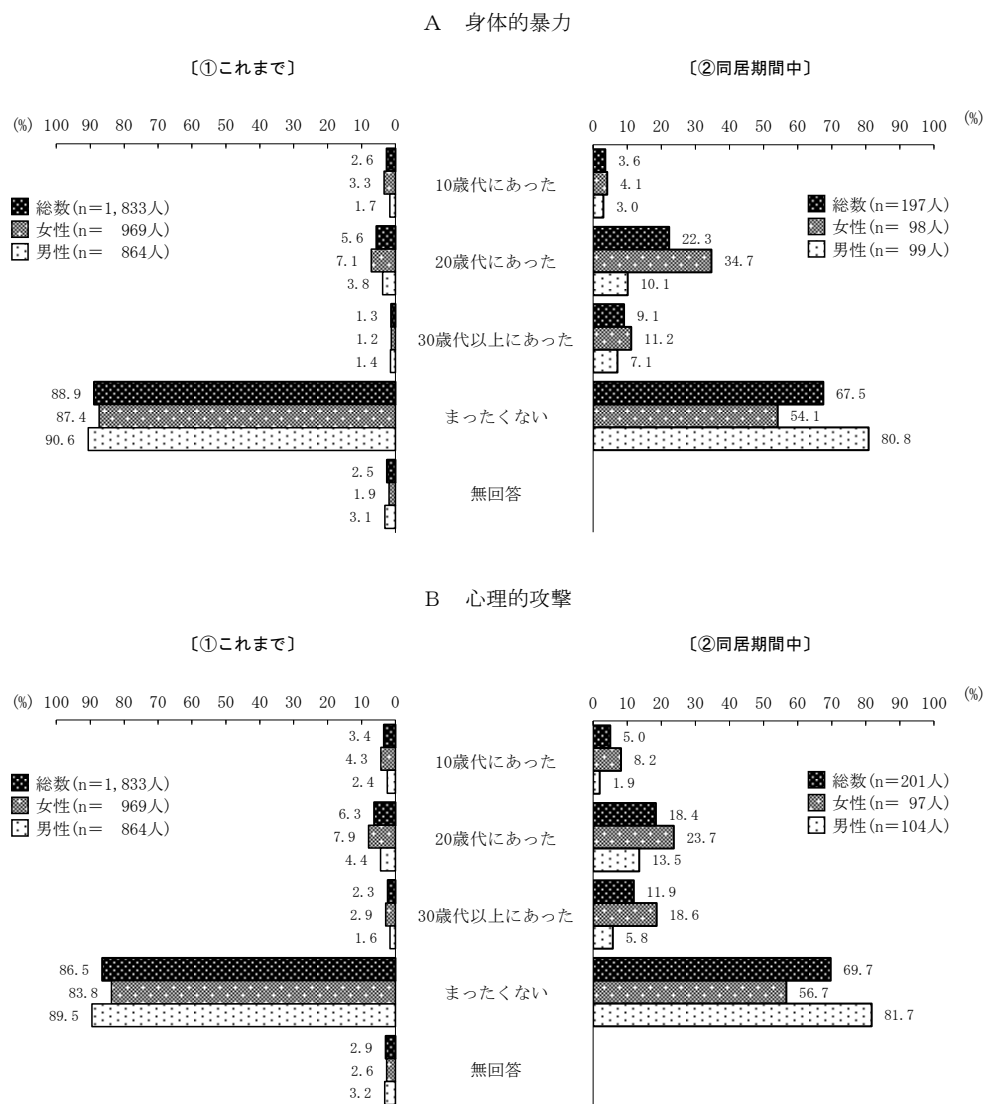 A 身体的暴力
〔①これまで〕
〔②同居期間中〕
(%) 100 90 80 70 60 50 40 30 20 10 0
0 10 20 30 40 50 60 70 80 90 100 (%)
総数(n=1,833人)
女性(n= 969人)
男性(n= 864人)
総数(n=197人)
女性(n= 98人)
男性(n= 99人)
2.6 10歳代にあった 3.6
3.3 4.1
1.7 3.0
5.6 20歳代にあった 22.3
7.1 34.7
3.8 10.1
1.3 30歳代以上にあった 9.1
1.2 11.2
1.4 7.1
88.9 まったくない 67.5
87.4 54.1
90.6 80.8
2.5 無回答
1.9
3.1
B 心理的攻撃
〔①これまで〕
〔②同居期間中〕
(%) 100 90 80 70 60 50 40 30 20 10 0
0 10 20 30 40 50 60 70 80 90 100 (%)
総数(n=1,833人)
女性(n= 969人)
男性(n= 864人)
総数(n=201人)
女性(n= 97人)
男性(n=104人)
3.4 10歳代にあった 5.0
4.3 8.2
2.4 1.9
6.3 20歳代にあった 18.4
7.9 23.7
4.4 13.5
2.3 30歳代以上にあった 11.9
2.9 18.6
1.6 5.8
86.5 まったくない 69.7
83.8 56.7
89.5 81.7
2.9 無回答
2.6
3.2